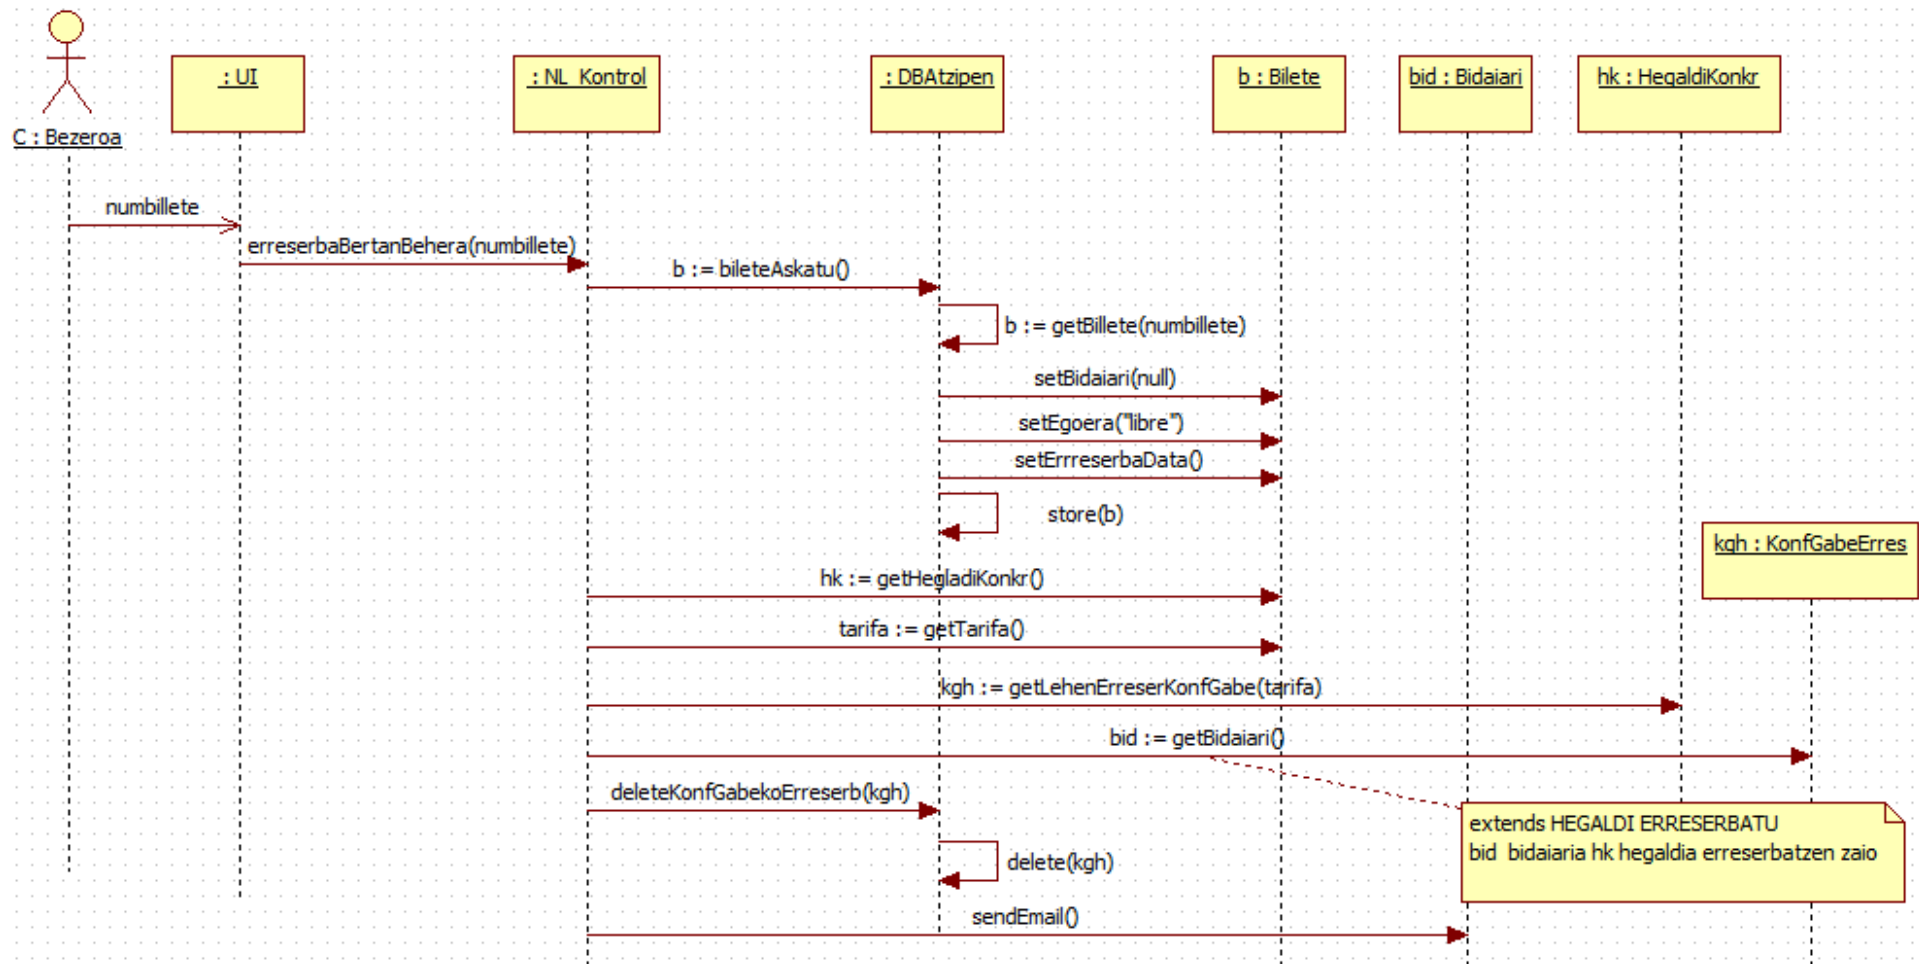 : UI
: NL_Kontrol
: DBAtzipen
b : Bilete
bid : Bidaiari
hk : HegaldiKonkr
C : Bezeroa
numbillete
erreserbaBertanBehera(numbillete)
b := bileteAskatu()
b := getBillete(numbillete)
setBidaiari(null)
setEgoera("libre")
setErrreserbaData()
store(b)
kgh : KonfGabeErres
hk := getHegladiKonkr()
tarifa := getTarifa()
kgh := getLehenErreserKonfGabe(tarifa)
bid := getBidaiari()
deleteKonfGabekoErreserb(kgh)
extends HEGALDI ERRESERBATU
bid bidaiaria hk hegaldia erreserbatzen zaio
delete(kgh)
sendEmail()